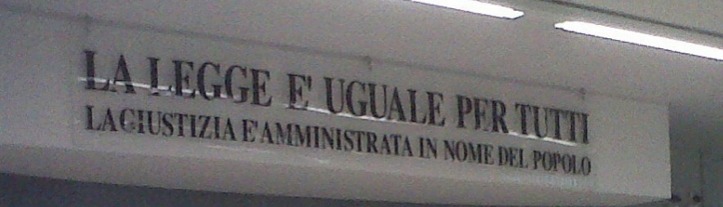 LA LEGGE E' UGUALE PER TUTTI
LA GIUSTIZIA E' AMMINISTRATA IN NOME DEL POPOLO